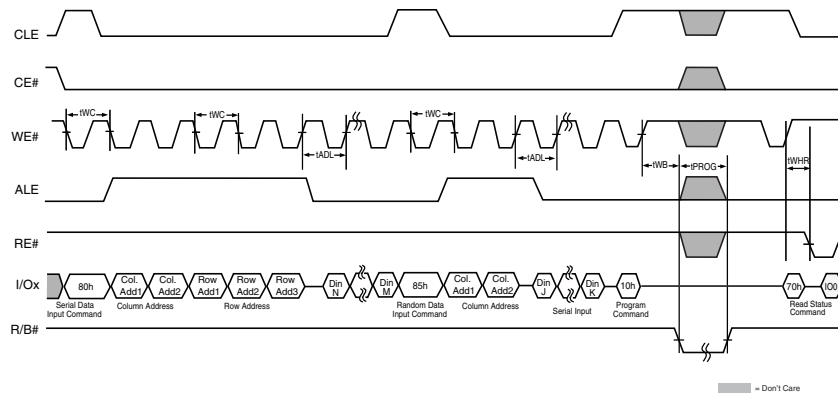 CLE
CE#
WE#
tWC
tWC
tWC
tADL
tADL
tWB
tPROG
tWHR
ALE
RE#
I/Ox
80h
Col.
Add1
Col.
Add2
Row
Add1
Row
Add2
Row
Add3
Din
N
Din
M
85h
Col.
Add1
Col.
Add2
Din
J
Din
K
10h
70h
IO0
Serial Data
Input Command
Column Address
Row Address
Random Data
Input Command
Column Address
Serial Input
Program
Command
Read Status
Command
R/B#
= Don't Care